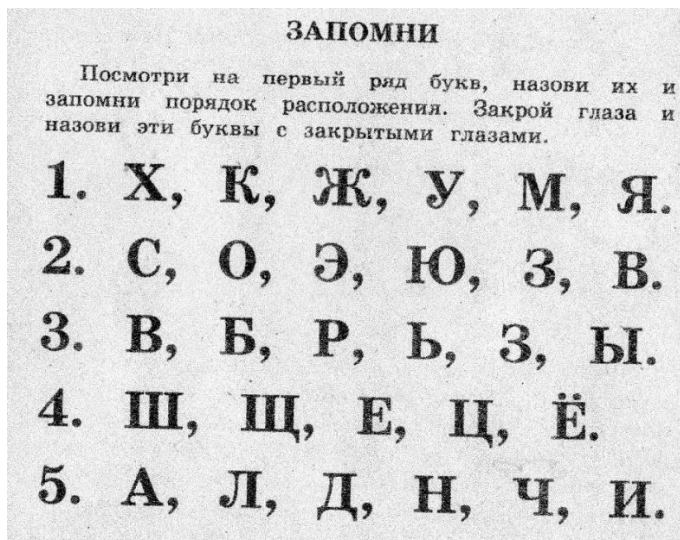 ЗАПОМНИ
Посмотри на первый ряд букв, назови их и
запомни порядок расположения. Закрой глаза и
назови эти буквы с закрытыми глазами.
1. Х, К, Ж, У, М, Я.
2. С, О, Э, Ю, З, В.
3. В, Б, Р, Ь, З, Ы.
4. Ш, Щ, Е, Ц, Ё.
5. А, Л, Д, Н, Ч, И.